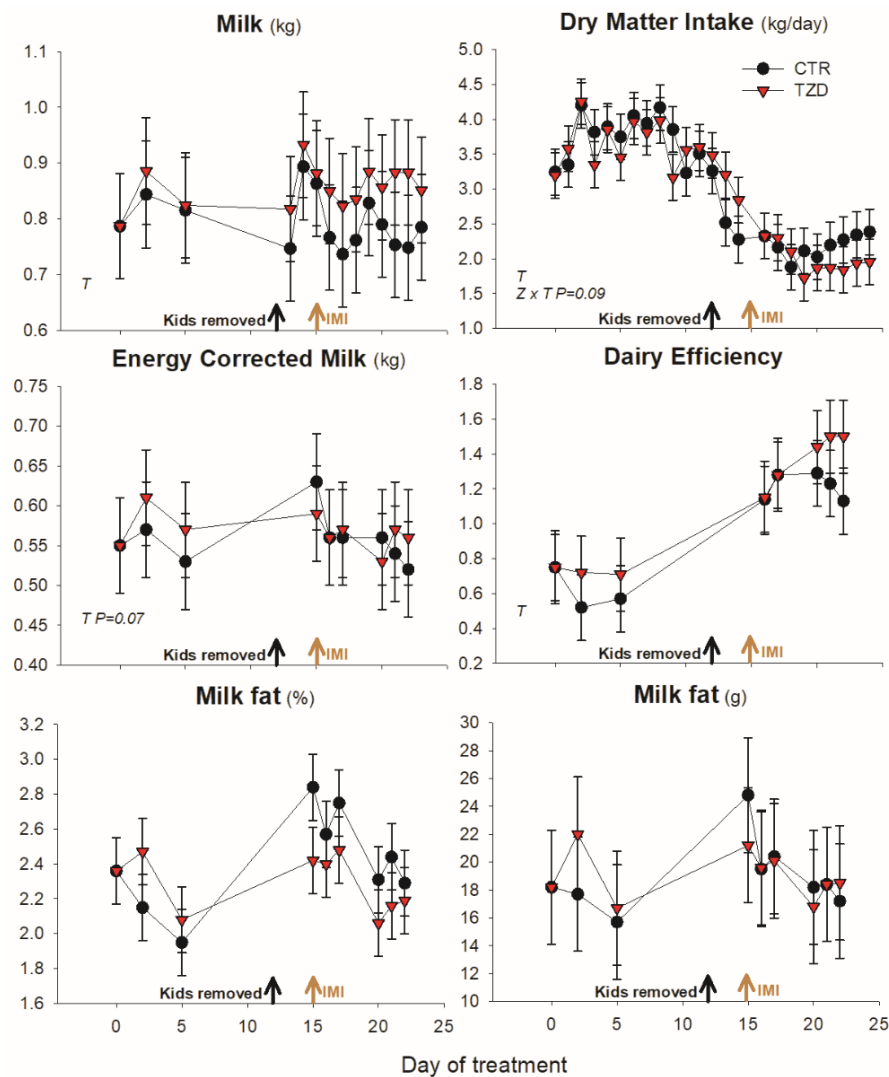 Milk (kg)
1.1
1.0
0.9
0.8
0.7
0.6
T
Kids removed
IMI
Dry Matter Intake (kg/day)
5.0
4.5
4.0
3.5
3.0
2.5
2.0
1.5
1.0
CTR
TZD
T
Z x T P=0.09
Kids removed
IMI
Energy Corrected Milk (kg)
0.75
0.70
0.65
0.60
0.55
0.50
0.45
0.40
T P=0.07
Kids removed
IMI
Dairy Efficiency
1.8
1.6
1.4
1.2
1.0
0.8
0.6
0.4
0.2
T
Kids removed
IMI
Milk fat (%)
3.2
3.0
2.8
2.6
2.4
2.2
2.0
1.8
1.6
Kids removed
IMI
0 5 10 15 20 25
Milk fat (g)
30
28
26
24
22
20
18
16
14
12
10
Kids removed
IMI
0 5 10 15 20 25
Day of treatment